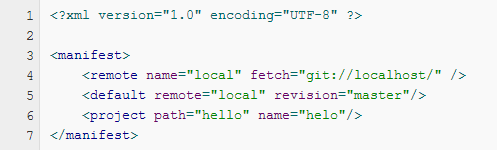 1 <?xml version="1.0" encoding="UTF-8" ?>
2
3 <manifest>
4 <remote name="local" fetch="git://localhost/" />
5 <default remote="local" revision="master"/>
6 <project path="hello" name="helo"/>
7 </manifest>